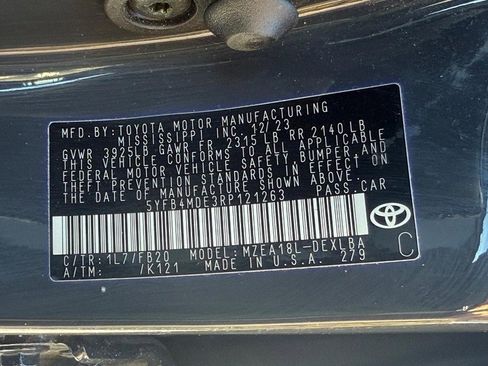 MFD.BY:TOYOTA MOTOR MANUFACTURING
MISSISSIPPI INC. 12/23
GVWR 3925LB GAWR FR 2315LB RR 2140LB
THIS VEHICLE CONFORMS TO ALL APPLICABLE
FEDERAL MOTOR VEHICLE SAFETY, BUMPER, AND
THEFT PREVENTION STANDARDS IN EFFECT ON
THE DATE OF MANUFACTURE SHOWN ABOVE.
5YFB4MDE3RP121263 PASS.CAR
C/TR:1L7/FB20 MODEL:MZEA18L-DEXLBA
A/TM: /K121 MADE IN U.S.A. 279
TOYOTA
C